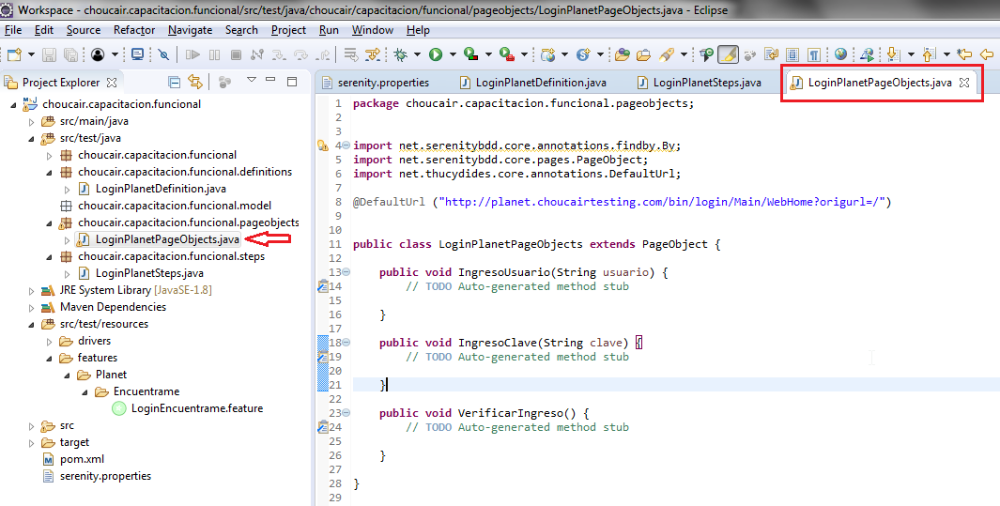 Workspace - choucair.capacitacion.funcional/src/test/java/choucair/capacitacion/funcional/pageobjects/LoginPlanetPageObjects.java - Eclipse
File Edit Source Refactor Navigate Search Project Run Window Help
Project Explorer
choucair.capacitacion.funcional
src/main/java
src/test/java
choucair.capacitacion.funcional
choucair.capacitacion.funcional.definitions
LoginPlanetDefinition.java
choucair.capacitacion.funcional.model
choucair.capacitacion.funcional.pageobjects
LoginPlanetPageObjects.java
choucair.capacitacion.funcional.steps
LoginPlanetSteps.java
JRE System Library [JavaSE-1.8]
Maven Dependencies
src/test/resources
drivers
features
Planet
Encuentrame
LoginEncuentrame.feature
src
target
pom.xml
serenity.properties
serenity.properties LoginPlanetDefinition.java LoginPlanetSteps.java LoginPlanetPageObjects.java
1 package choucair.capacitacion.funcional.pageobjects;
2
3
4 import net.serenitybdd.core.annotations.findby.By;
5 import net.serenitybdd.core.pages.PageObject;
6 import net.thucydides.core.annotations.DefaultUrl;
7
8 @DefaultUrl ("http://planet.choucairtesting.com/bin/login/Main/WebHome?origurl=/")
9
10
11 public class LoginPlanetPageObjects extends PageObject {
12
13 public void IngresoUsuario(String usuario) {
14 // TODO Auto-generated method stub
15
16 }
17
18 public void IngresoClave(String clave) {
19 // TODO Auto-generated method stub
20
21 }
22
23 public void VerificarIngreso() {
24 // TODO Auto-generated method stub
25
26 }
27
28 }
29